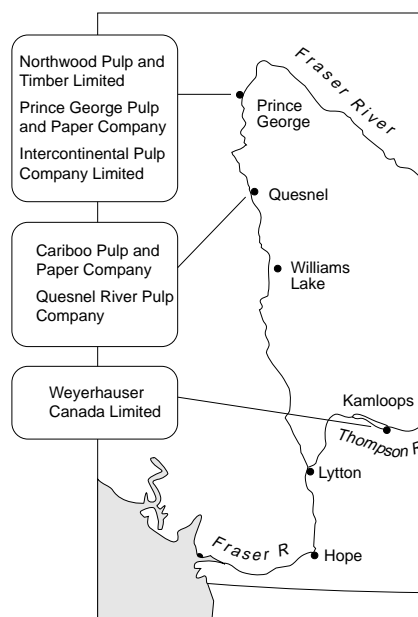 Northwood Pulp and
Timber Limited
Prince George Pulp
and Paper Company
Intercontinental Pulp
Company Limited
Fraser River
Prince
George
Quesnel
Cariboo Pulp and
Paper Company
Quesnel River Pulp
Company
Williams
Lake
Weyerhauser
Canada Limited
Kamloops
Thompson R
Lytton
Fraser R
Hope